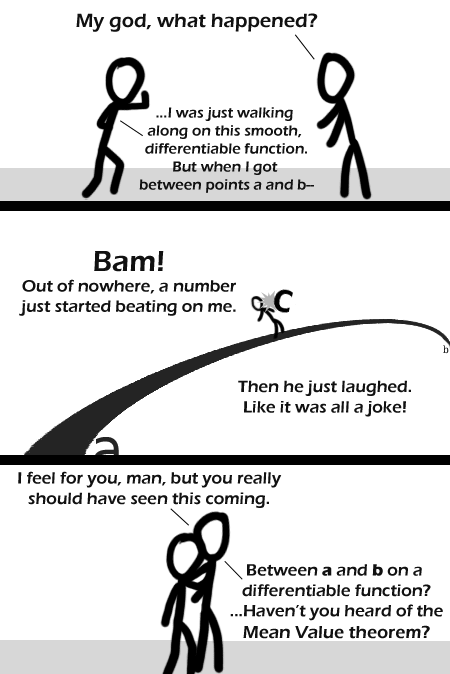 My god, what happened?
...I was just walking
along on this smooth,
differentiable function.
But when I got
between points a and b--
Bam!
Out of nowhere, a number
just started beating on me.
C
b
Then he just laughed.
Like it was all a joke!
a
I feel for you, man, but you really
should have seen this coming.
Between a and b on a
differentiable function?
...Haven't you heard of the
Mean Value theorem?